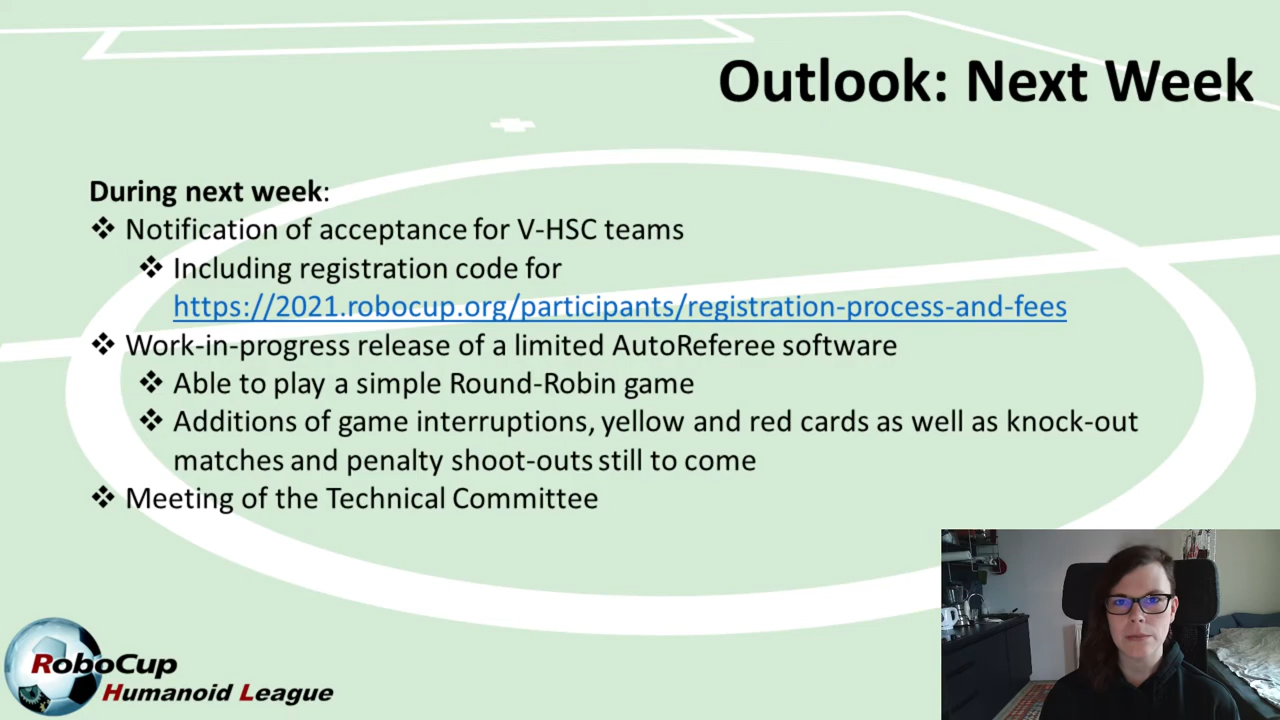 Outlook: Next Week
During next week:
❖ Notification of acceptance for V-HSC teams
❖ Including registration code for
https://2021.robocup.org/participants/registration-process-and-fees
❖ Work-in-progress release of a limited AutoReferee software
❖ Able to play a simple Round-Robin game
❖ Additions of game interruptions, yellow and red cards as well as knock-out
matches and penalty shoot-outs still to come
❖ Meeting of the Technical Committee
RoboCup
Humanoid League